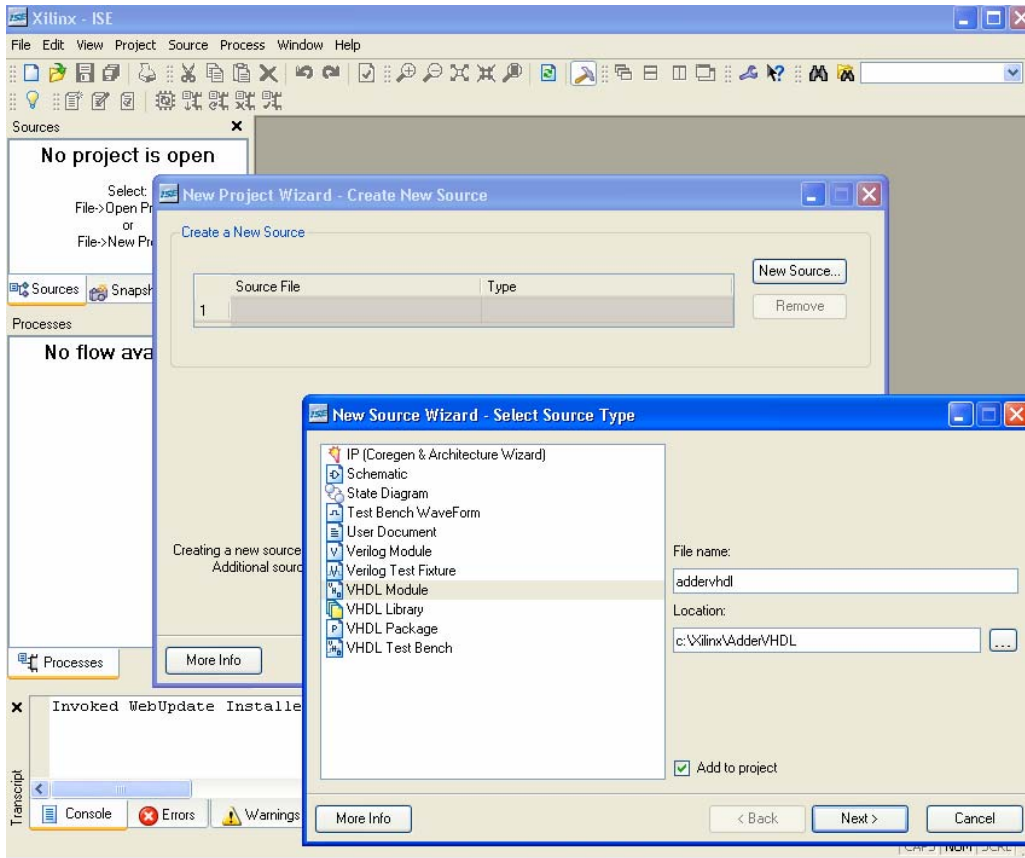 Xilinx - ISE
File Edit View Project Source Process Window Help
Sources
No project is open
Select:
File->Open Pr
or
File->New Pro
Sources Snapsh
Processes
No flow ava
Processes
New Project Wizard - Create New Source
Create a New Source
Source File Type
1
New Source...
Remove
Creating a new source
Additional sourc
More Info
New Source Wizard - Select Source Type
IP (Coregen & Architecture Wizard)
Schematic
State Diagram
Test Bench WaveForm
User Document
Verilog Module
Verilog Test Fixture
VHDL Module
VHDL Library
VHDL Package
VHDL Test Bench
File name:
addervhdl
Location:
c:\Xilinx\AdderVHDL
...
Add to project
More Info
< Back Next > Cancel
Invoked WebUpdate Installe
Transcript
Console Errors Warnings
CAPS NUM SCRL